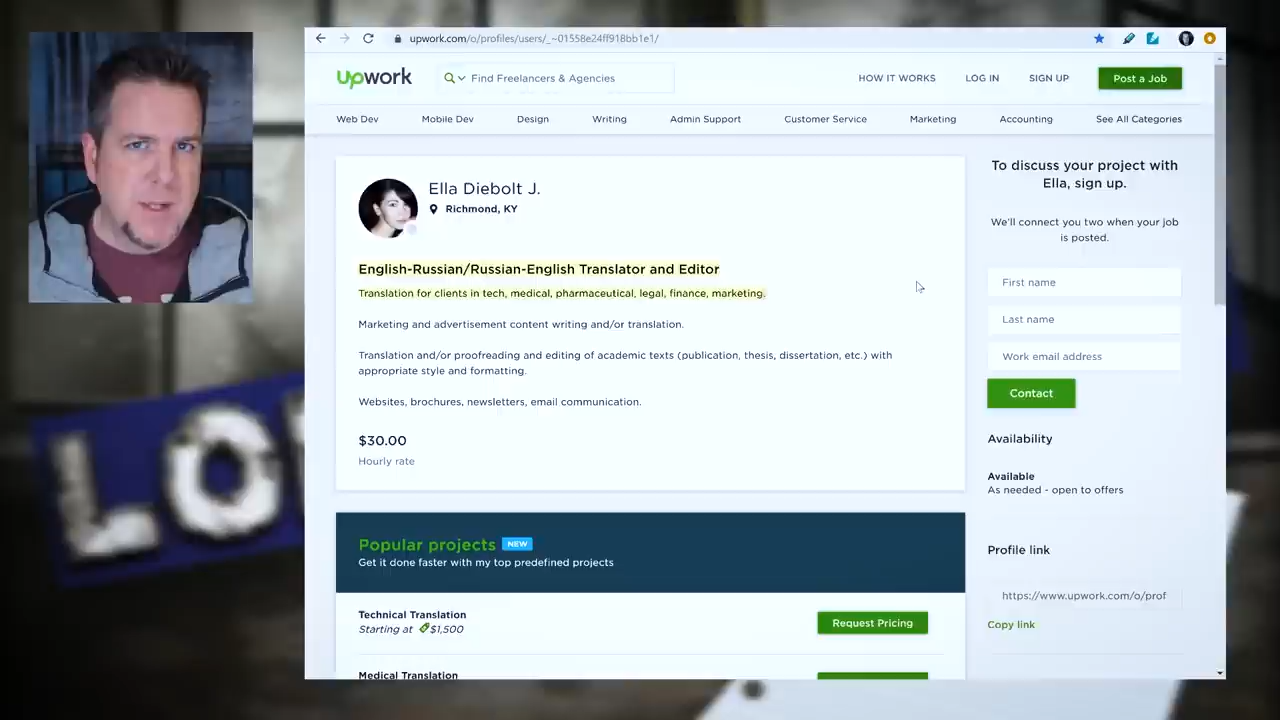 upwork.com/o/profiles/users/_~01558e24ff918bb1e1/
upwork
Find Freelancers & Agencies
HOW IT WORKS
LOG IN
SIGN UP
Post a Job
Web Dev
Mobile Dev
Design
Writing
Admin Support
Customer Service
Marketing
Accounting
See All Categories
Ella Diebolt J.
Richmond, KY
English-Russian/Russian-English Translator and Editor
Translation for clients in tech, medical, pharmaceutical, legal, finance, marketing.
Marketing and advertisement content writing and/or translation.
Translation and/or proofreading and editing of academic texts (publication, thesis, dissertation, etc.) with
appropriate style and formatting.
Websites, brochures, newsletters, email communication.
$30.00
Hourly rate
Popular projects NEW
Get it done faster with my top predefined projects
Technical Translation
Starting at $1,500
Request Pricing
Medical Translation
To discuss your project with
Ella, sign up.
We'll connect you two when your job
is posted.
First name
Last name
Work email address
Contact
Availability
Available
As needed - open to offers
Profile link
https://www.upwork.com/o/prof
Copy link